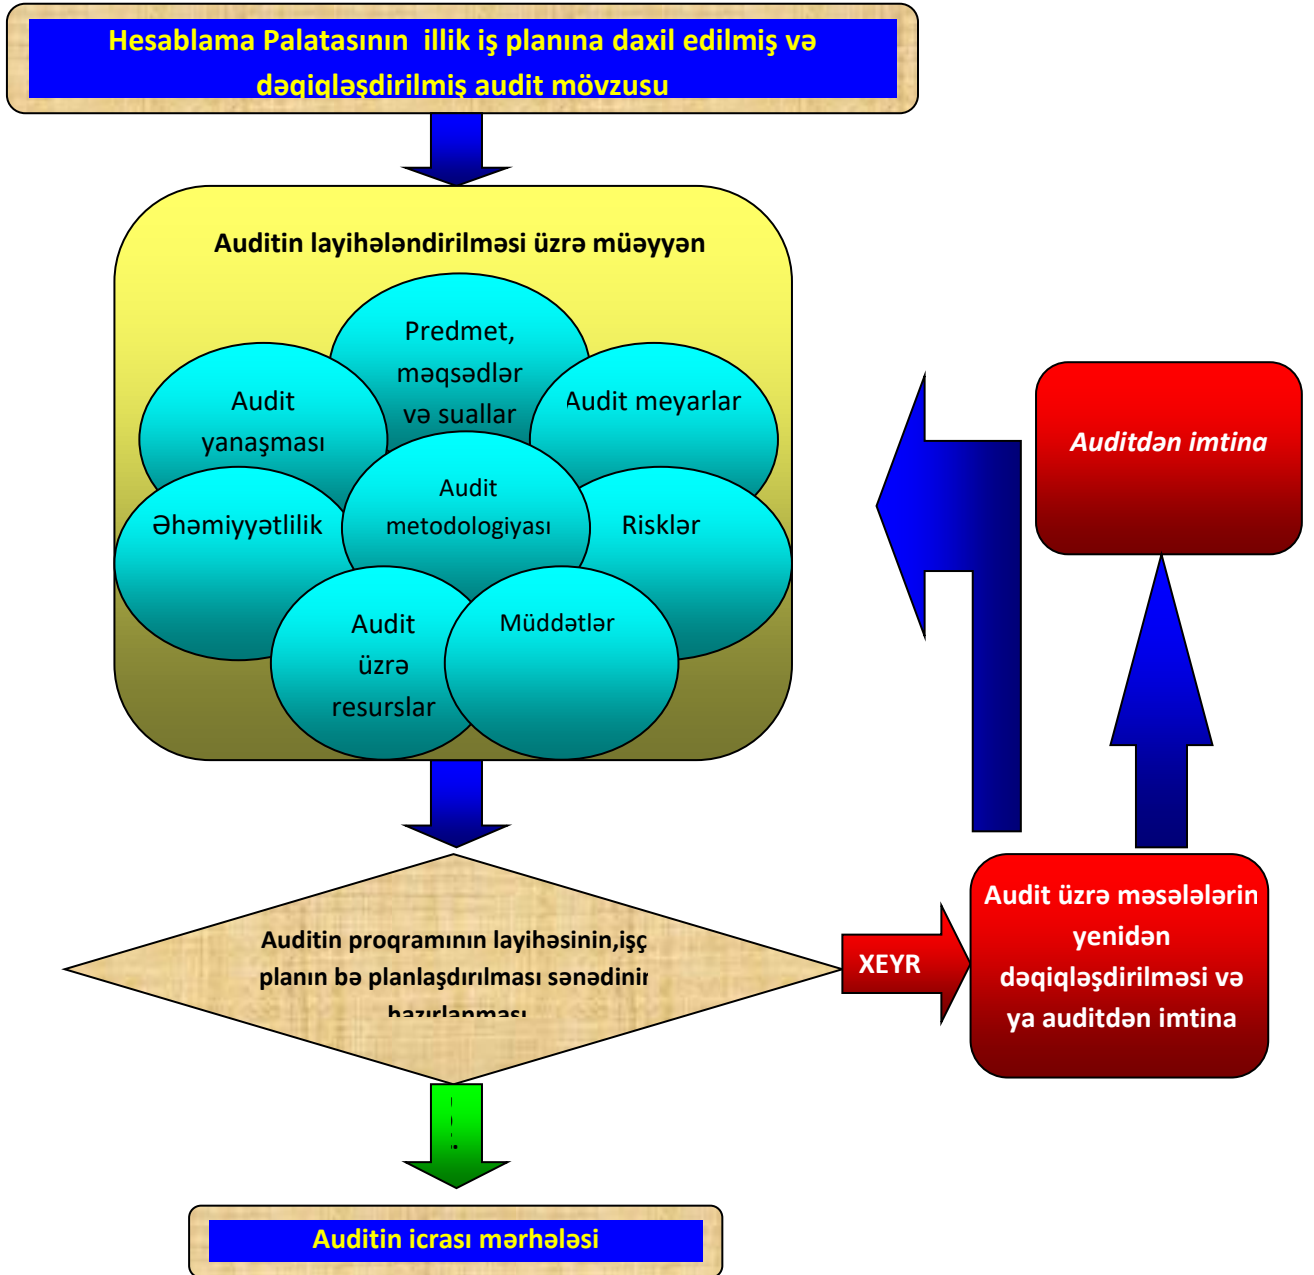 Hesablama Palatasının illik iş planına daxil edilmiş və
dəqiqləşdirilmiş audit mövzusu
Auditin layihələndirilməsi üzrə müəyyən
Predmet,
məqsədlər
və suallar
Audit
yanaşması
Audit meyarlar
Əhəmiyyətlilik
Audit
metodologiyası
Risklər
Audit
üzrə
resurslar
Müddətlər
Auditdən imtina
Auditin proqramının layihəsinin,işç
planın bə planlaşdırılması sənədinin
hazırlanması
XEYR
Audit üzrə məsələlərin
yenidən
dəqiqləşdirilməsi və
ya auditdən imtina
Auditin icrası mərhələsi